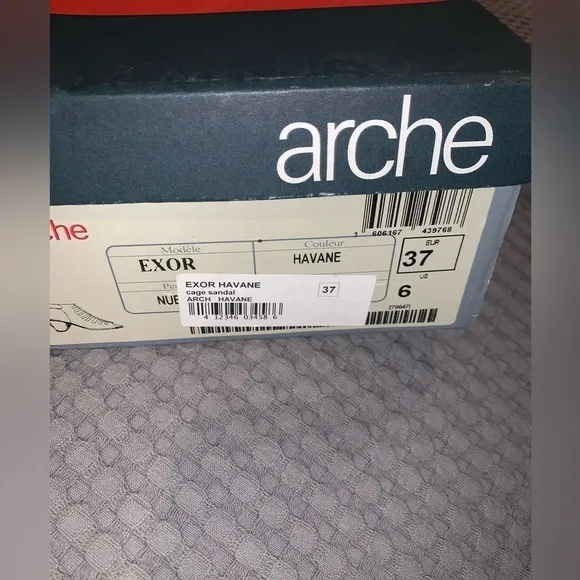 arche
che
Modèle
EXOR
Couleur
HAVANE
3 606167 439768
EUR
37
US
6
EXOR HAVANE
cage sandal
ARCH HAVANE
37
4 12346 03458 6
2700471